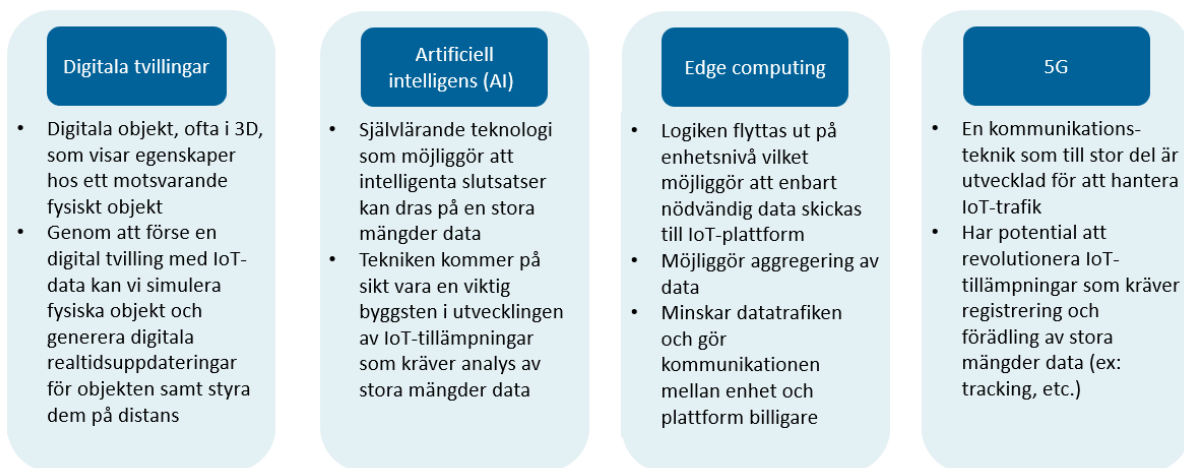 Digitala tvillingar
• Digitala objekt, ofta i 3D,
som visar egenskaper
hos ett motsvarande
fysiskt objekt
• Genom att förse en
digital tvilling med IoT-
data kan vi simulera
fysiska objekt och
generera digitala
realtidsuppdateringar
för objekten samt styra
dem på distans
Artificiell
intelligens (AI)
• Självlärande teknologi
som möjliggör att
intelligenta slutsatser
kan dras på en stora
mängder data
• Tekniken kommer på
sikt vara en viktig
byggsten i utvecklingen
av IoT-tillämpningar
som kräver analys av
stora mängder data
Edge computing
• Logiken flyttas ut på
enhetsnivå vilket
möjliggör att enbart
nödvändig data skickas
till IoT-plattform
• Möjliggör aggregering av
data
• Minskar datatrafiken
och gör
kommunikationen
mellan enhet och
plattform billigare
5G
• En kommunikations-
teknik som till stor del är
utvecklad för att hantera
IoT-trafik
• Har potential att
revolutionera IoT-
tillämpningar som kräver
registrering och
förädling av stora
mängder data (ex:
tracking, etc.)